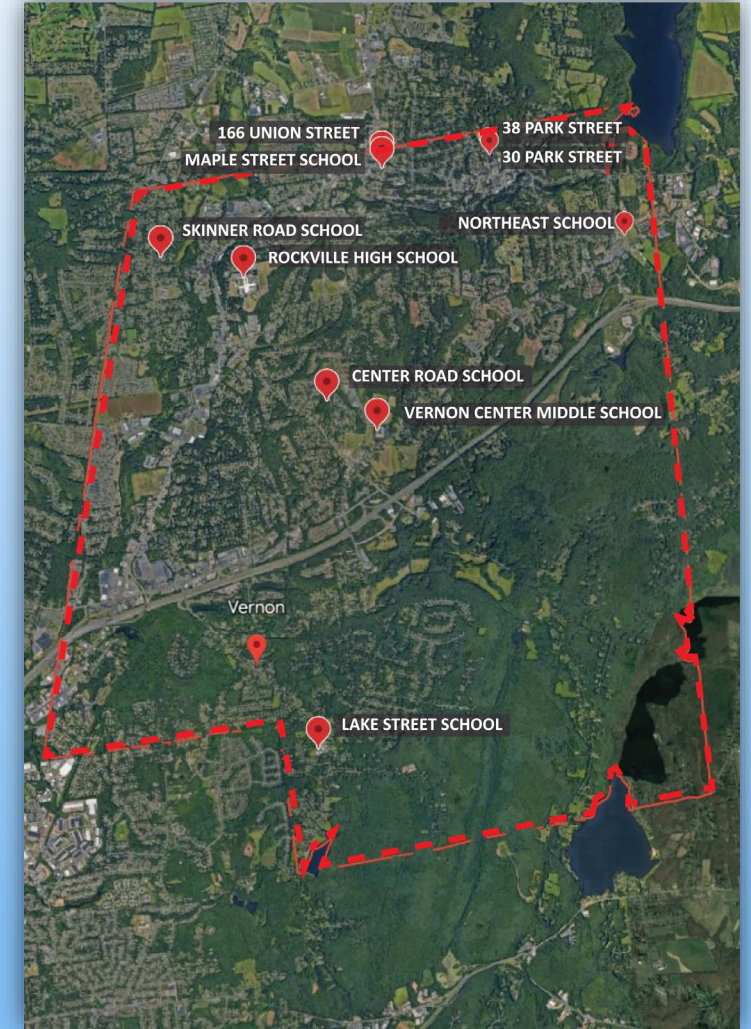 166 UNION STREET
38 PARK STREET
MAPLE STREET SCHOOL
30 PARK STREET
NORTHEAST SCHOOL
SKINNER ROAD SCHOOL
ROCKVILLE HIGH SCHOOL
CENTER ROAD SCHOOL
VERNON CENTER MIDDLE SCHOOL
Vernon
LAKE STREET SCHOOL